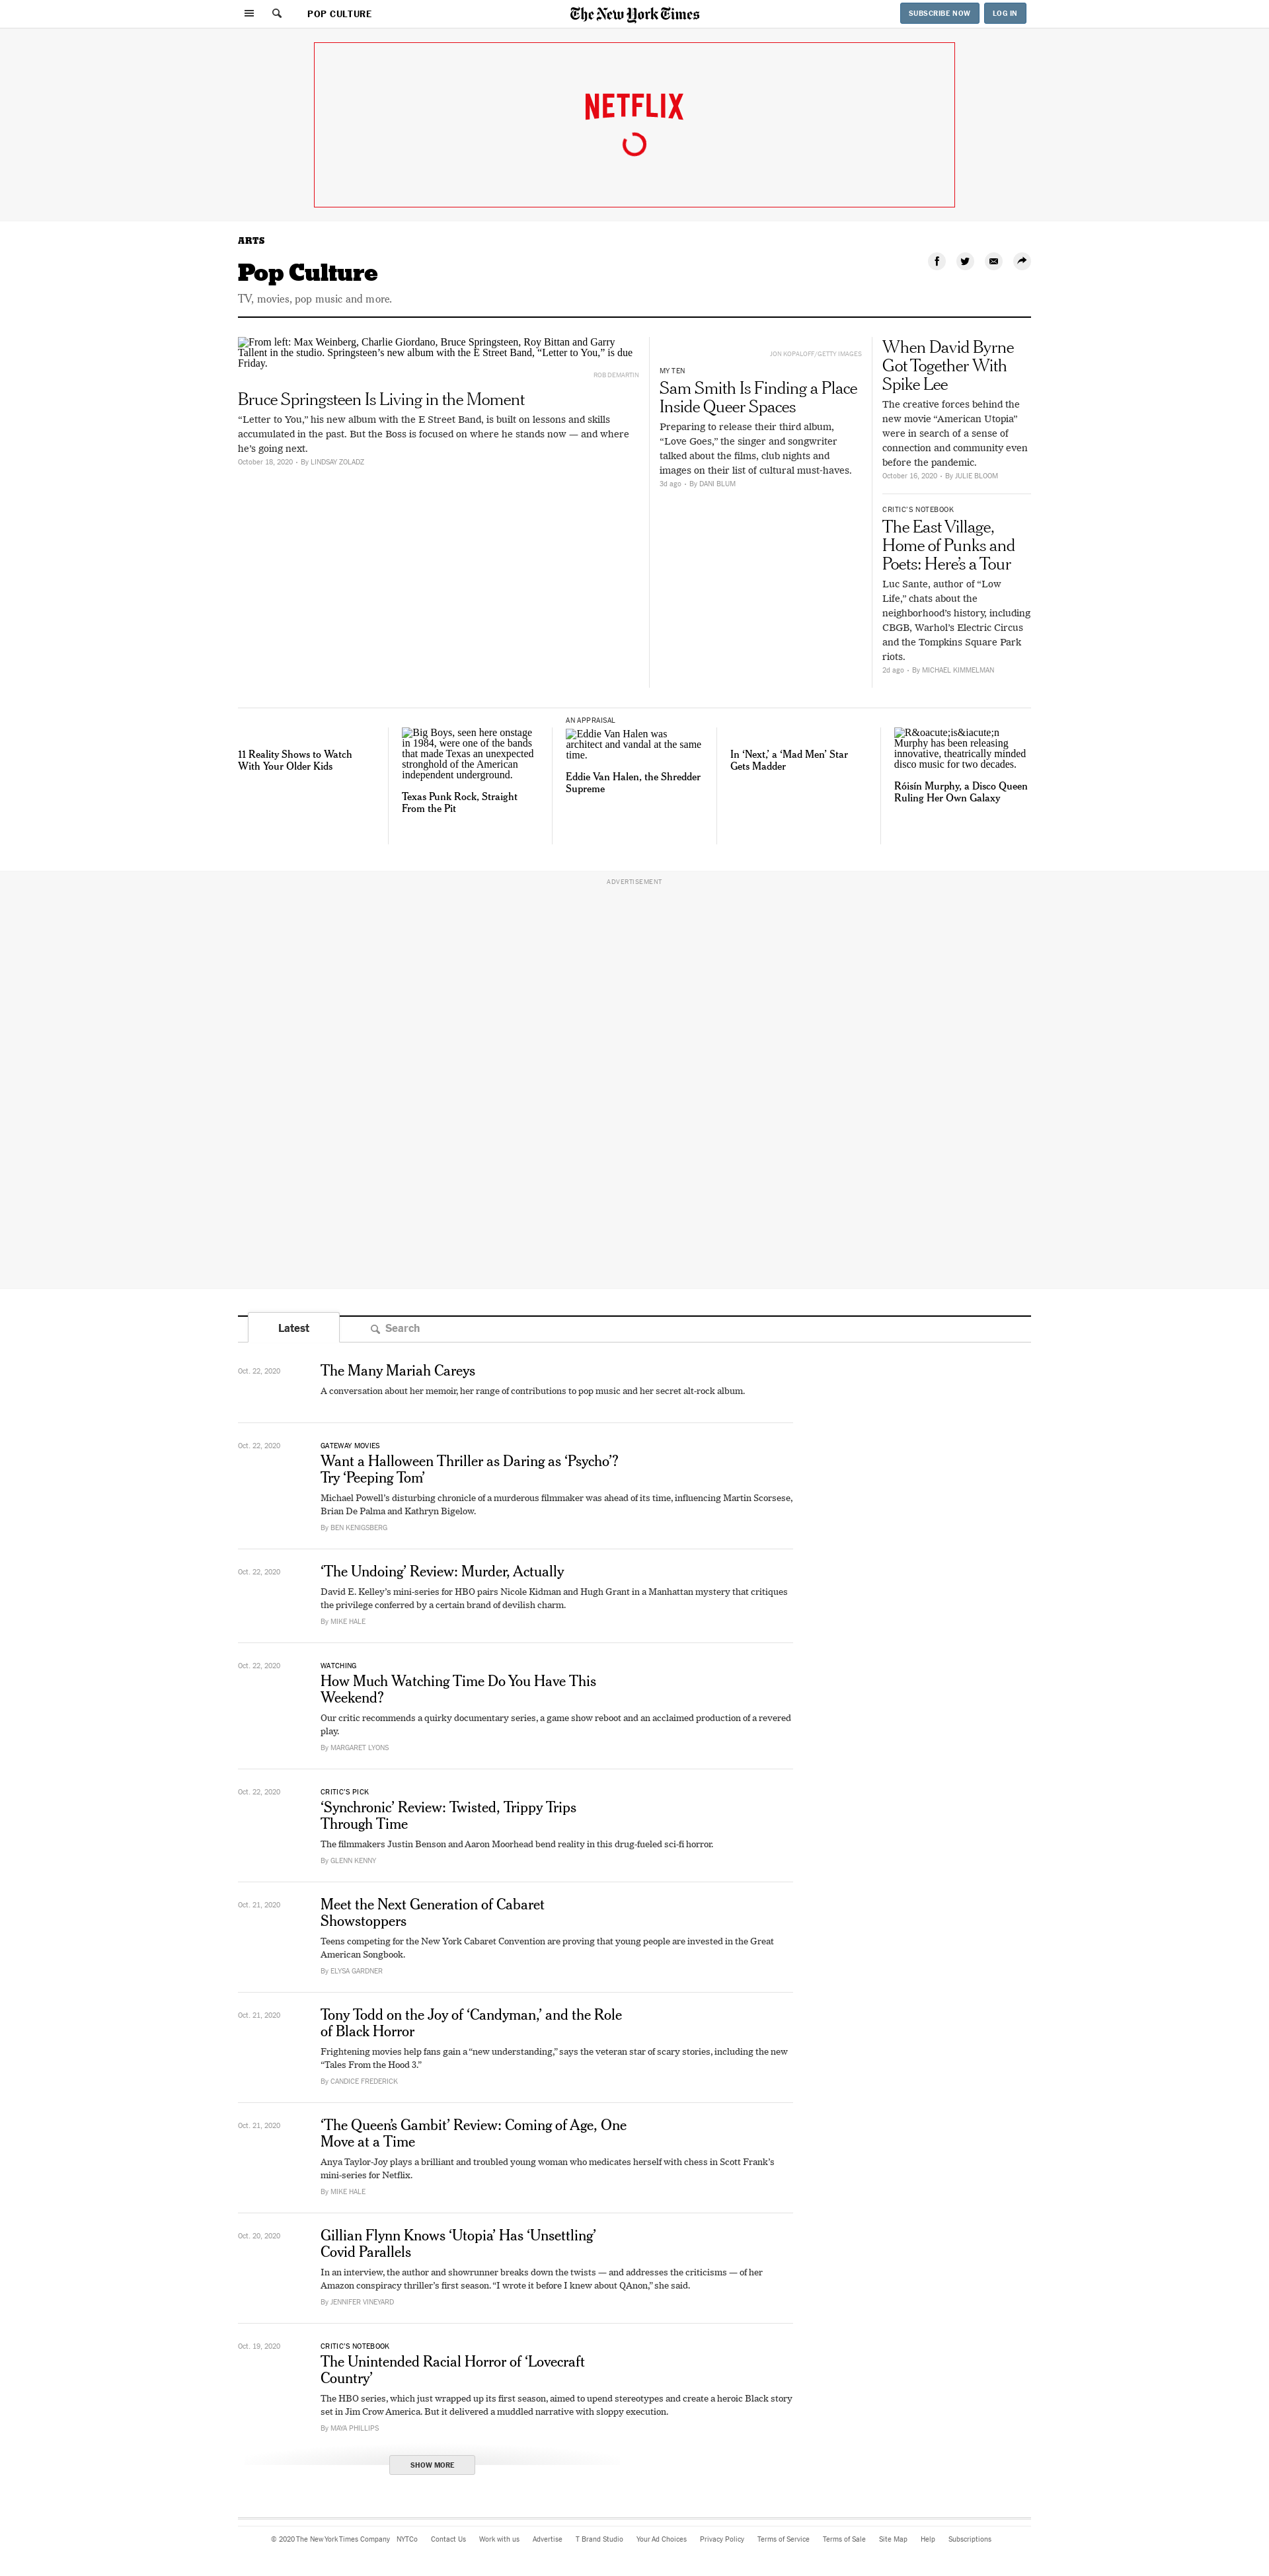 POP CULTURE
The New York Times
SUBSCRIBE NOW
LOG IN
NETFLIX
ARTS
Pop Culture
TV, movies, pop music and more.
From left: Max Weinberg, Charlie Giordano, Bruce Springsteen, Roy Bittan and Garry
Tallent in the studio. Springsteen’s new album with the E Street Band, “Letter to You,” is due
Friday.
ROB DEMARTIN
Bruce Springsteen Is Living in the Moment
“Letter to You,” his new album with the E Street Band, is built on lessons and skills
accumulated in the past. But the Boss is focused on where he stands now — and where
he’s going next.
October 18, 2020 • By LINDSAY ZOLADZ
JON KOPALOFF/GETTY IMAGES
MY TEN
Sam Smith Is Finding a Place
Inside Queer Spaces
Preparing to release their third album,
“Love Goes,” the singer and songwriter
talked about the films, club nights and
images on their list of cultural must-haves.
3d ago • By DANI BLUM
When David Byrne
Got Together With
Spike Lee
The creative forces behind the
new movie “American Utopia”
were in search of a sense of
connection and community even
before the pandemic.
October 16, 2020 • By JULIE BLOOM
CRITIC’S NOTEBOOK
The East Village,
Home of Punks and
Poets: Here’s a Tour
Luc Sante, author of “Low
Life,” chats about the
neighborhood’s history, including
CBGB, Warhol’s Electric Circus
and the Tompkins Square Park
riots.
2d ago • By MICHAEL KIMMELMAN
11 Reality Shows to Watch
With Your Older Kids
Big Boys, seen here onstage
in 1984, were one of the bands
that made Texas an unexpected
stronghold of the American
independent underground.
Texas Punk Rock, Straight
From the Pit
AN APPRAISAL
Eddie Van Halen was
architect and vandal at the same
time.
Eddie Van Halen, the Shredder
Supreme
In ‘Next,’ a ‘Mad Men’ Star
Gets Madder
R&oacute;is&iacute;n
Murphy has been releasing
innovative, theatrically minded
disco music for two decades.
Róisín Murphy, a Disco Queen
Ruling Her Own Galaxy
ADVERTISEMENT
Latest
Search
Oct. 22, 2020
The Many Mariah Careys
A conversation about her memoir, her range of contributions to pop music and her secret alt-rock album.
Oct. 22, 2020
GATEWAY MOVIES
Want a Halloween Thriller as Daring as ‘Psycho’?
Try ‘Peeping Tom’
Michael Powell’s disturbing chronicle of a murderous filmmaker was ahead of its time, influencing Martin Scorsese,
Brian De Palma and Kathryn Bigelow.
By BEN KENIGSBERG
Oct. 22, 2020
‘The Undoing’ Review: Murder, Actually
David E. Kelley’s mini-series for HBO pairs Nicole Kidman and Hugh Grant in a Manhattan mystery that critiques
the privilege conferred by a certain brand of devilish charm.
By MIKE HALE
Oct. 22, 2020
WATCHING
How Much Watching Time Do You Have This
Weekend?
Our critic recommends a quirky documentary series, a game show reboot and an acclaimed production of a revered
play.
By MARGARET LYONS
Oct. 22, 2020
CRITIC’S PICK
‘Synchronic’ Review: Twisted, Trippy Trips
Through Time
The filmmakers Justin Benson and Aaron Moorhead bend reality in this drug-fueled sci-fi horror.
By GLENN KENNY
Oct. 21, 2020
Meet the Next Generation of Cabaret
Showstoppers
Teens competing for the New York Cabaret Convention are proving that young people are invested in the Great
American Songbook.
By ELYSA GARDNER
Oct. 21, 2020
Tony Todd on the Joy of ‘Candyman,’ and the Role
of Black Horror
Frightening movies help fans gain a “new understanding,” says the veteran star of scary stories, including the new
“Tales From the Hood 3.”
By CANDICE FREDERICK
Oct. 21, 2020
‘The Queen’s Gambit’ Review: Coming of Age, One
Move at a Time
Anya Taylor-Joy plays a brilliant and troubled young woman who medicates herself with chess in Scott Frank’s
mini-series for Netflix.
By MIKE HALE
Oct. 20, 2020
Gillian Flynn Knows ‘Utopia’ Has ‘Unsettling’
Covid Parallels
In an interview, the author and showrunner breaks down the twists — and addresses the criticisms — of her
Amazon conspiracy thriller’s first season. “I wrote it before I knew about QAnon,” she said.
By JENNIFER VINEYARD
Oct. 19, 2020
CRITIC’S NOTEBOOK
The Unintended Racial Horror of ‘Lovecraft
Country’
The HBO series, which just wrapped up its first season, aimed to upend stereotypes and create a heroic Black story
set in Jim Crow America. But it delivered a muddled narrative with sloppy execution.
By MAYA PHILLIPS
SHOW MORE
© 2020 The New York Times Company NYTCo Contact Us Work with us Advertise T Brand Studio Your Ad Choices Privacy Policy Terms of Service Terms of Sale Site Map Help Subscriptions